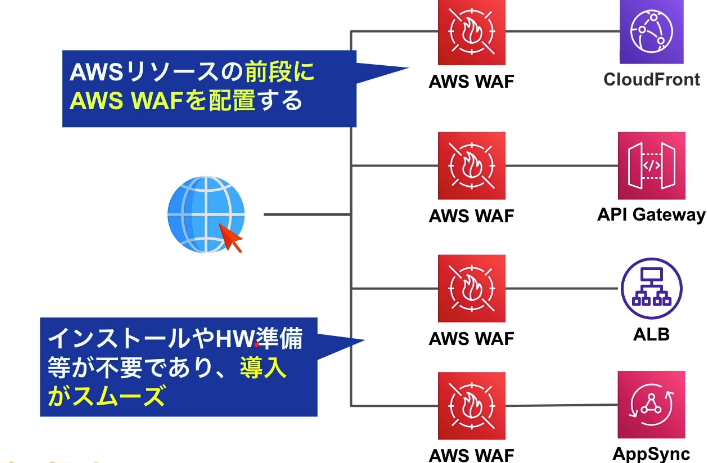 AWSリソースの前段に
AWS WAFを配置する
AWS WAF
CloudFront
AWS WAF
API Gateway
インストールやHW準備
等が不要であり、導入
がスムーズ
AWS WAF
ALB
AWS WAF
AppSync